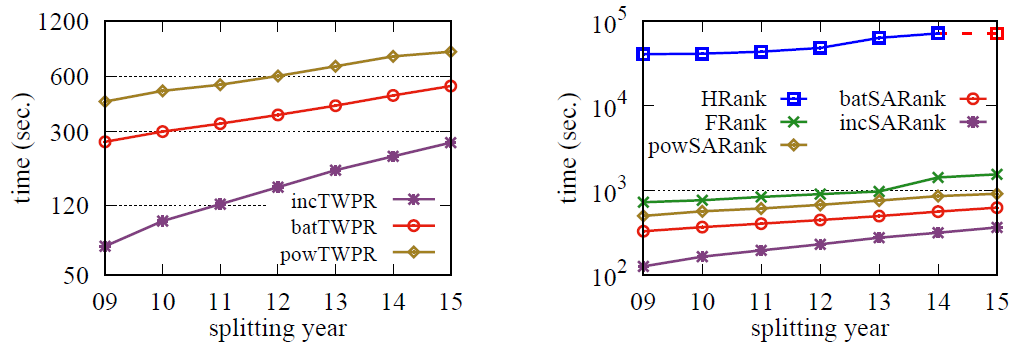 1200
600
300
120
50
time (sec.)
09 10 11 12 13 14 15
splitting year
incTWPR
batTWPR
powTWPR
10^5
10^4
10^3
10^2
time (sec.)
09 10 11 12 13 14 15
splitting year
HRank batSARank
FRank incSARank
powSARank